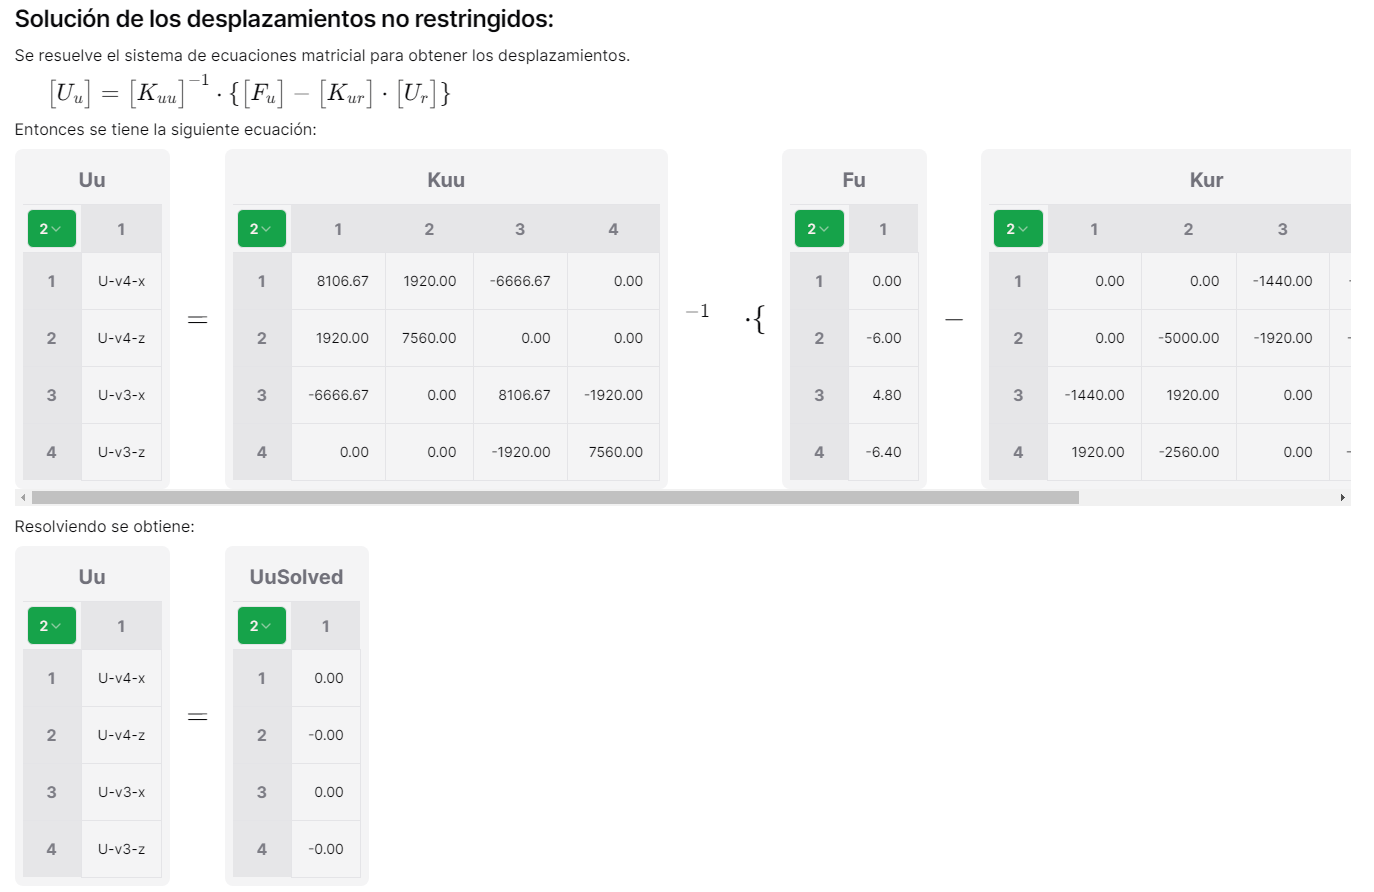 Solución de los desplazamientos no restringidos:
Se resuelve el sistema de ecuaciones matricial para obtener los desplazamientos.
[U_u] = [K_{uu}]^{-1} · {[F_u] − [K_{ur}] · [U_r]}
Entonces se tiene la siguiente ecuación:
Uu Kuu Fu Kur
2 1 2 1 2 3 4 2 1 2 1 2 3
1 U-v4-x 1 8106.67 1920.00 -6666.67 0.00 1 0.00 1 0.00 0.00 -1440.00
= −1 ·{ −
2 U-v4-z 2 1920.00 7560.00 0.00 0.00 2 -6.00 2 0.00 -5000.00 -1920.00
3 U-v3-x 3 -6666.67 0.00 8106.67 -1920.00 3 4.80 3 -1440.00 1920.00 0.00
4 U-v3-z 4 0.00 0.00 -1920.00 7560.00 4 -6.40 4 1920.00 -2560.00 0.00
Resolviendo se obtiene:
Uu UuSolved
2 1 2 1
1 U-v4-x 1 0.00
2 U-v4-z 2 -0.00
=
3 U-v3-x 3 0.00
4 U-v3-z 4 -0.00